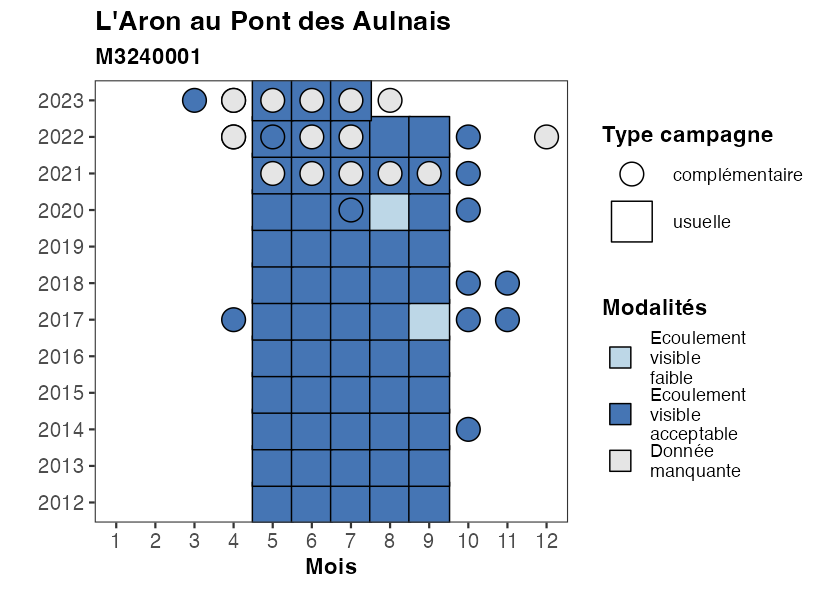 L'Aron au Pont des Aulnais
M3240001
2023
2022
2021
2020
2019
2018
2017
2016
2015
2014
2013
2012
1 2 3 4 5 6 7 8 9 10 11 12
Mois
Type campagne
complémentaire
usuelle
Modalités
Ecoulement
visible
faible
Ecoulement
visible
acceptable
Donnée
manquante